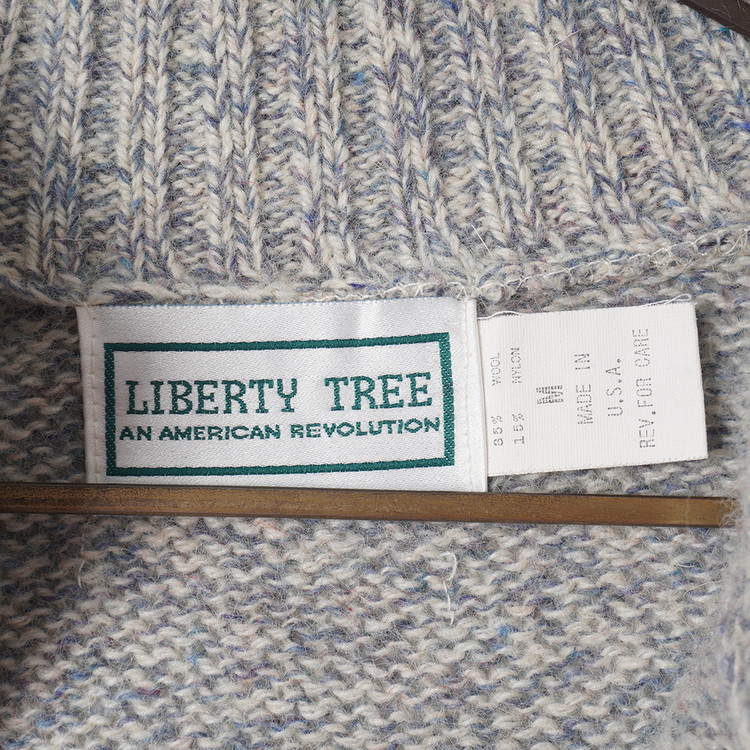 LIBERTY TREE
AN AMERICAN REVOLUTION
85% WOOL
15% NYLON
M
MADE IN
U.S.A.
REV.FOR CARE